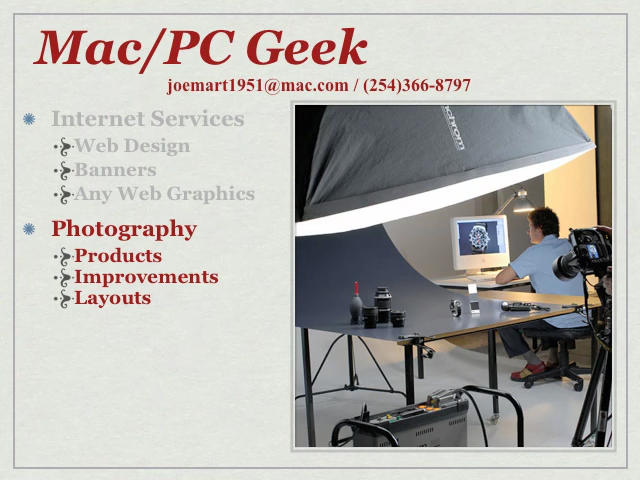 Mac/PC Geek
joemart1951@mac.com / (254)366-8797
Internet Services
Web Design
Banners
Any Web Graphics
Photography
Products
Improvements
Layouts